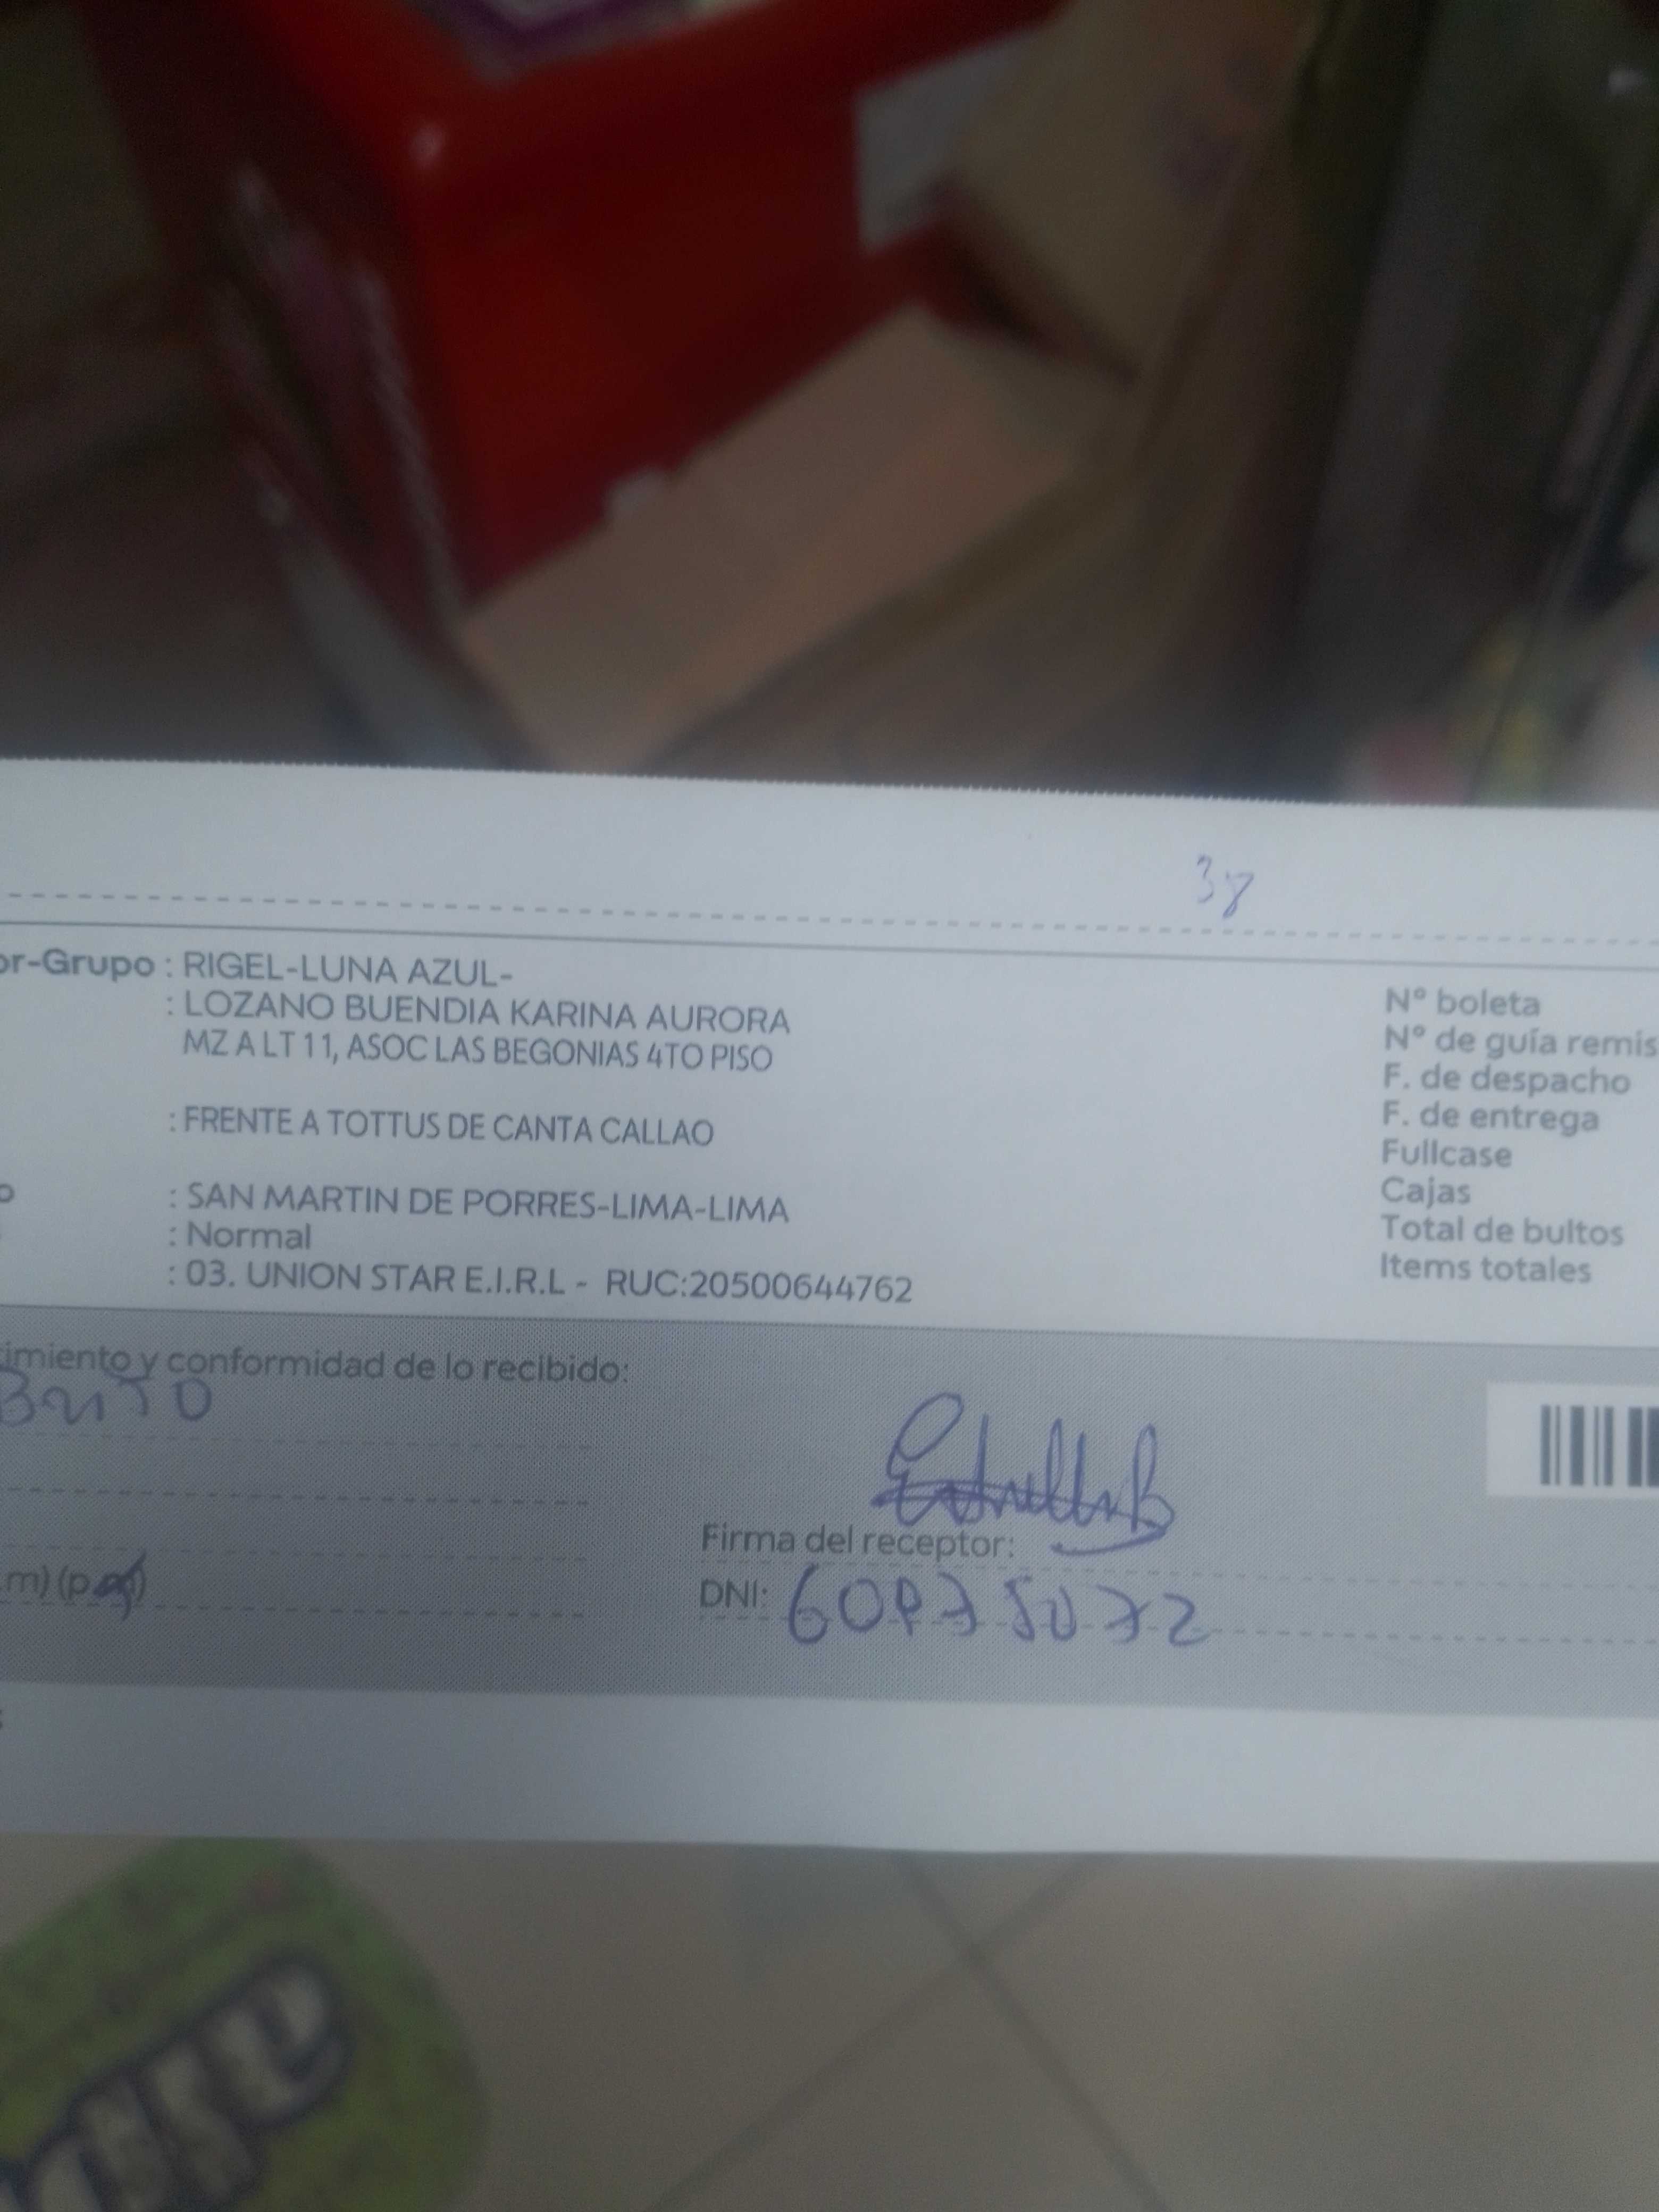 38
or-Grupo : RIGEL-LUNA AZUL-
: LOZANO BUENDIA KARINA AURORA
MZ A LT 11, ASOC LAS BEGONIAS 4TO PISO
: FRENTE A TOTTUS DE CANTA CALLAO
o : SAN MARTIN DE PORRES-LIMA-LIMA
: Normal
: 03. UNION STAR E.I.R.L - RUC:20500644762
N° boleta
N° de guía remis
F. de despacho
F. de entrega
Fullcase
Cajas
Total de bultos
Items totales
imiento y conformidad de lo recibido:
Firma del receptor:
.m) (p.
DNI: